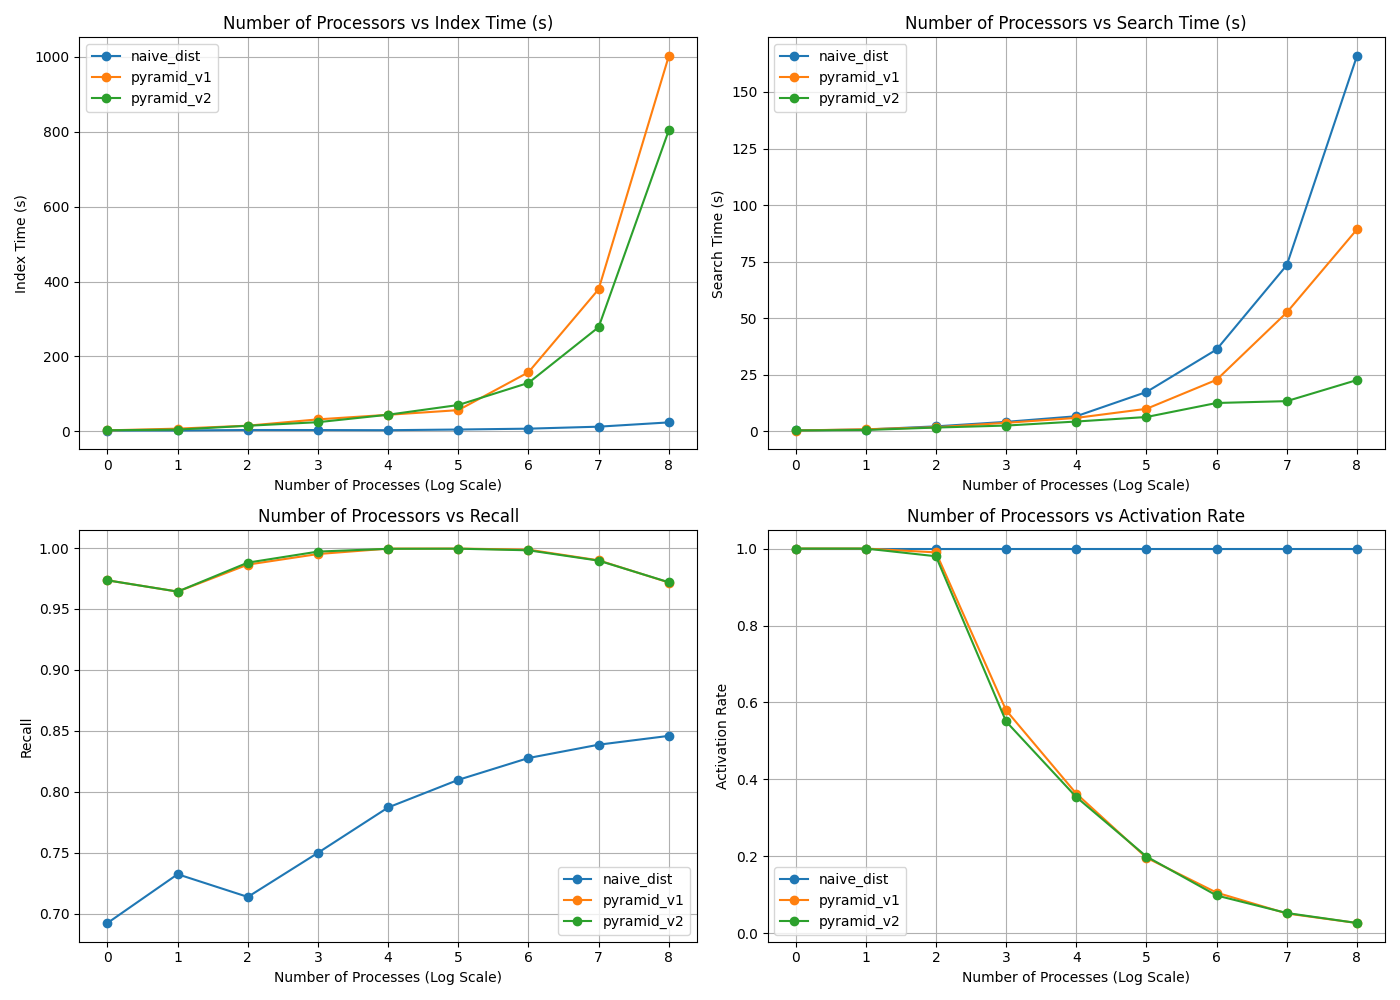 Number of Processors vs Index Time (s)
naive_dist
pyramid_v1
pyramid_v2
1000
800
600
400
200
0
Index Time (s)
0 1 2 3 4 5 6 7 8
Number of Processes (Log Scale)
Number of Processors vs Search Time (s)
naive_dist
pyramid_v1
pyramid_v2
150
125
100
75
50
25
0
Search Time (s)
0 1 2 3 4 5 6 7 8
Number of Processes (Log Scale)
Number of Processors vs Recall
1.00
0.95
0.90
0.85
0.80
0.75
0.70
Recall
naive_dist
pyramid_v1
pyramid_v2
0 1 2 3 4 5 6 7 8
Number of Processes (Log Scale)
Number of Processors vs Activation Rate
1.0
0.8
0.6
0.4
0.2
0.0
Activation Rate
naive_dist
pyramid_v1
pyramid_v2
0 1 2 3 4 5 6 7 8
Number of Processes (Log Scale)